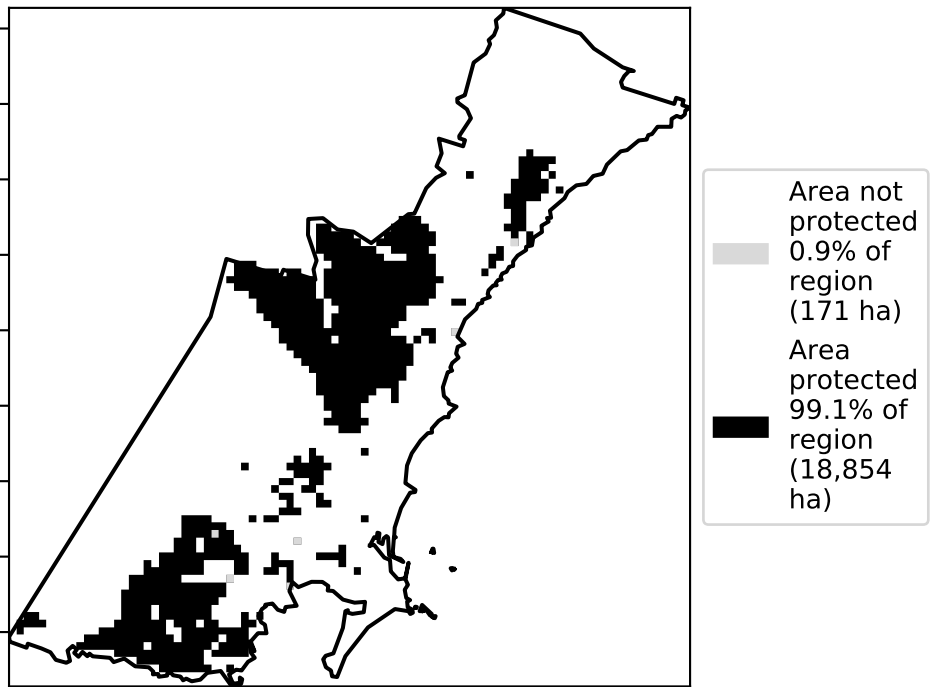 Area not
protected
0.9% of
region
(171 ha)
Area
protected
99.1% of
region
(18,854
ha)